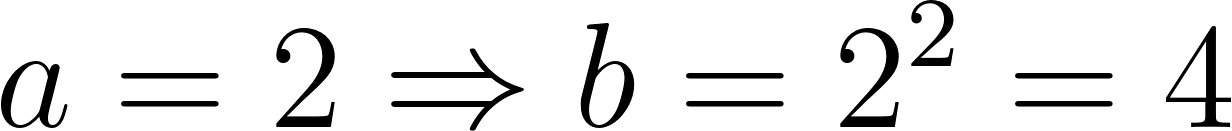 a = 2 ⇒ b = 2² = 4